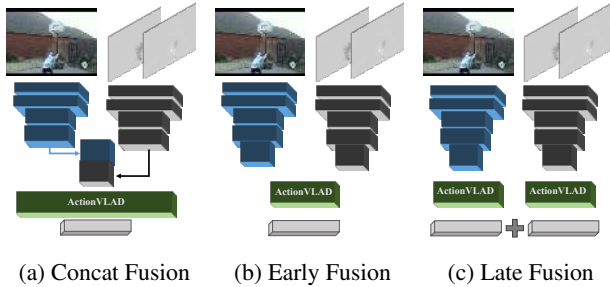 ActionVLAD
ActionVLAD
ActionVLAD
ActionVLAD
+
(a) Concat Fusion
(b) Early Fusion
(c) Late Fusion